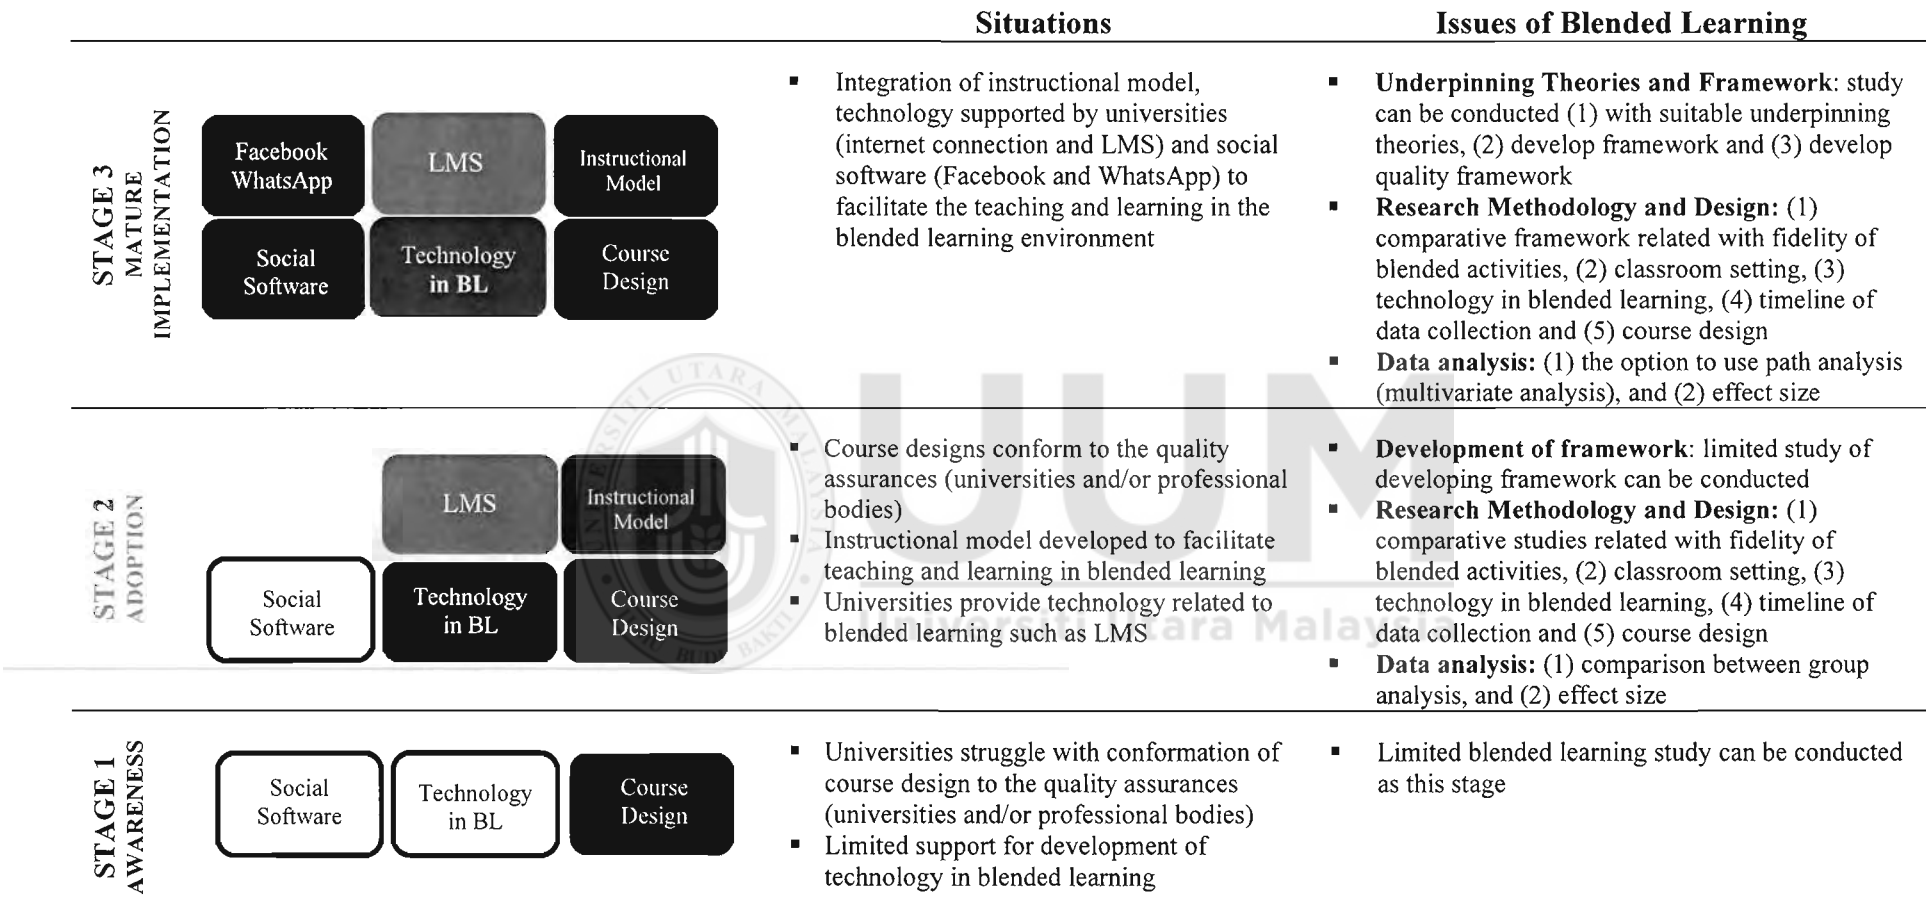 Situations
Issues of Blended Learning
STAGE 3
MATURE
IMPLEMENTATION
Facebook
WhatsApp
LMS
Instructional
Model
Social
Software
Technology
in BL
Course
Design
▪ Integration of instructional model,
technology supported by universities
(internet connection and LMS) and social
software (Facebook and WhatsApp) to
facilitate the teaching and learning in the
blended learning environment
▪ Underpinning Theories and Framework: study
can be conducted (1) with suitable underpinning
theories, (2) develop framework and (3) develop
quality framework
▪ Research Methodology and Design: (1)
comparative framework related with fidelity of
blended activities, (2) classroom setting, (3)
technology in blended learning, (4) timeline of
data collection and (5) course design
▪ Data analysis: (1) the option to use path analysis
(multivariate analysis), and (2) effect size
STAGE 2
ADOPTION
LMS
Instructional
Model
Social
Software
Technology
in BL
Course
Design
▪ Course designs conform to the quality
assurances (universities and/or professional
bodies)
▪ Instructional model developed to facilitate
teaching and learning in blended learning
▪ Universities provide technology related to
blended learning such as LMS
▪ Development of framework: limited study of
developing framework can be conducted
▪ Research Methodology and Design: (1)
comparative studies related with fidelity of
blended activities, (2) classroom setting, (3)
technology in blended learning, (4) timeline of
data collection and (5) course design
▪ Data analysis: (1) comparison between group
analysis, and (2) effect size
STAGE 1
AWARENESS
Social
Software
Technology
in BL
Course
Design
▪ Universities struggle with conformation of
course design to the quality assurances
(universities and/or professional bodies)
▪ Limited support for development of
technology in blended learning
▪ Limited blended learning study can be conducted
as this stage
UUM
Universiti Utara Malaysia
UNIVERSITI UTARA MALAYSIA
BUDI BAKTI